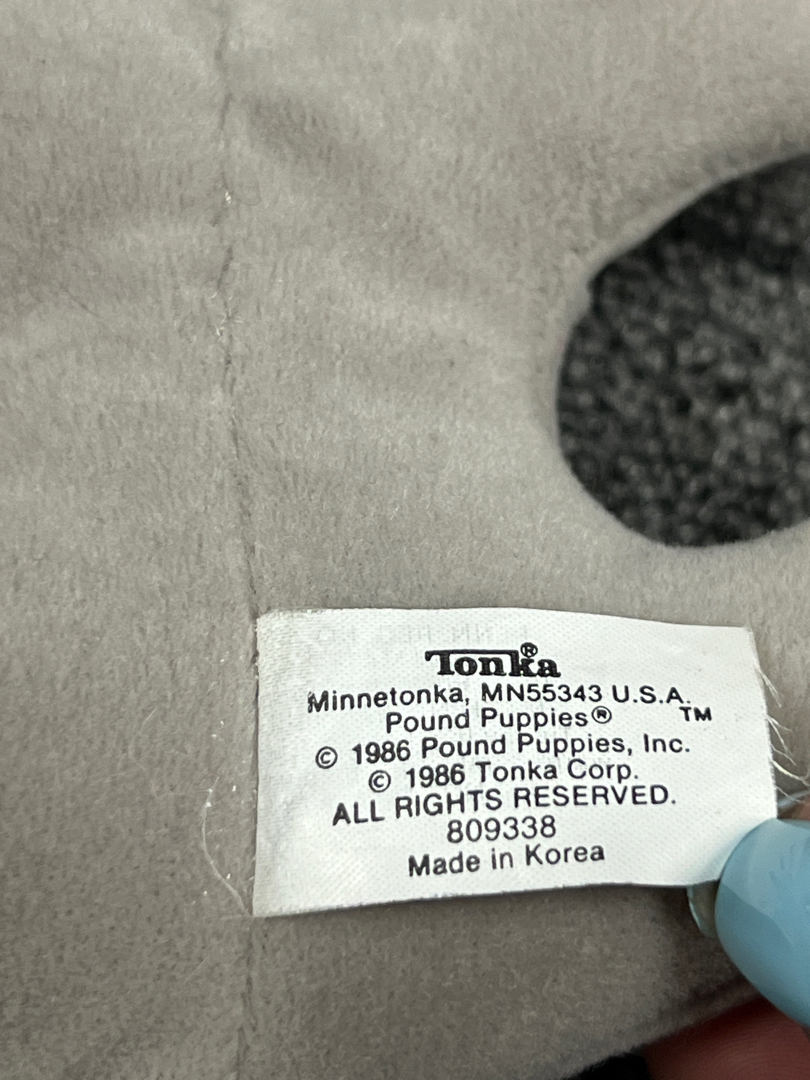 Tonka®
Minnetonka, MN55343 U.S.A.
Pound Puppies® ™
© 1986 Pound Puppies, Inc.
© 1986 Tonka Corp.
ALL RIGHTS RESERVED.
809338
Made in Korea